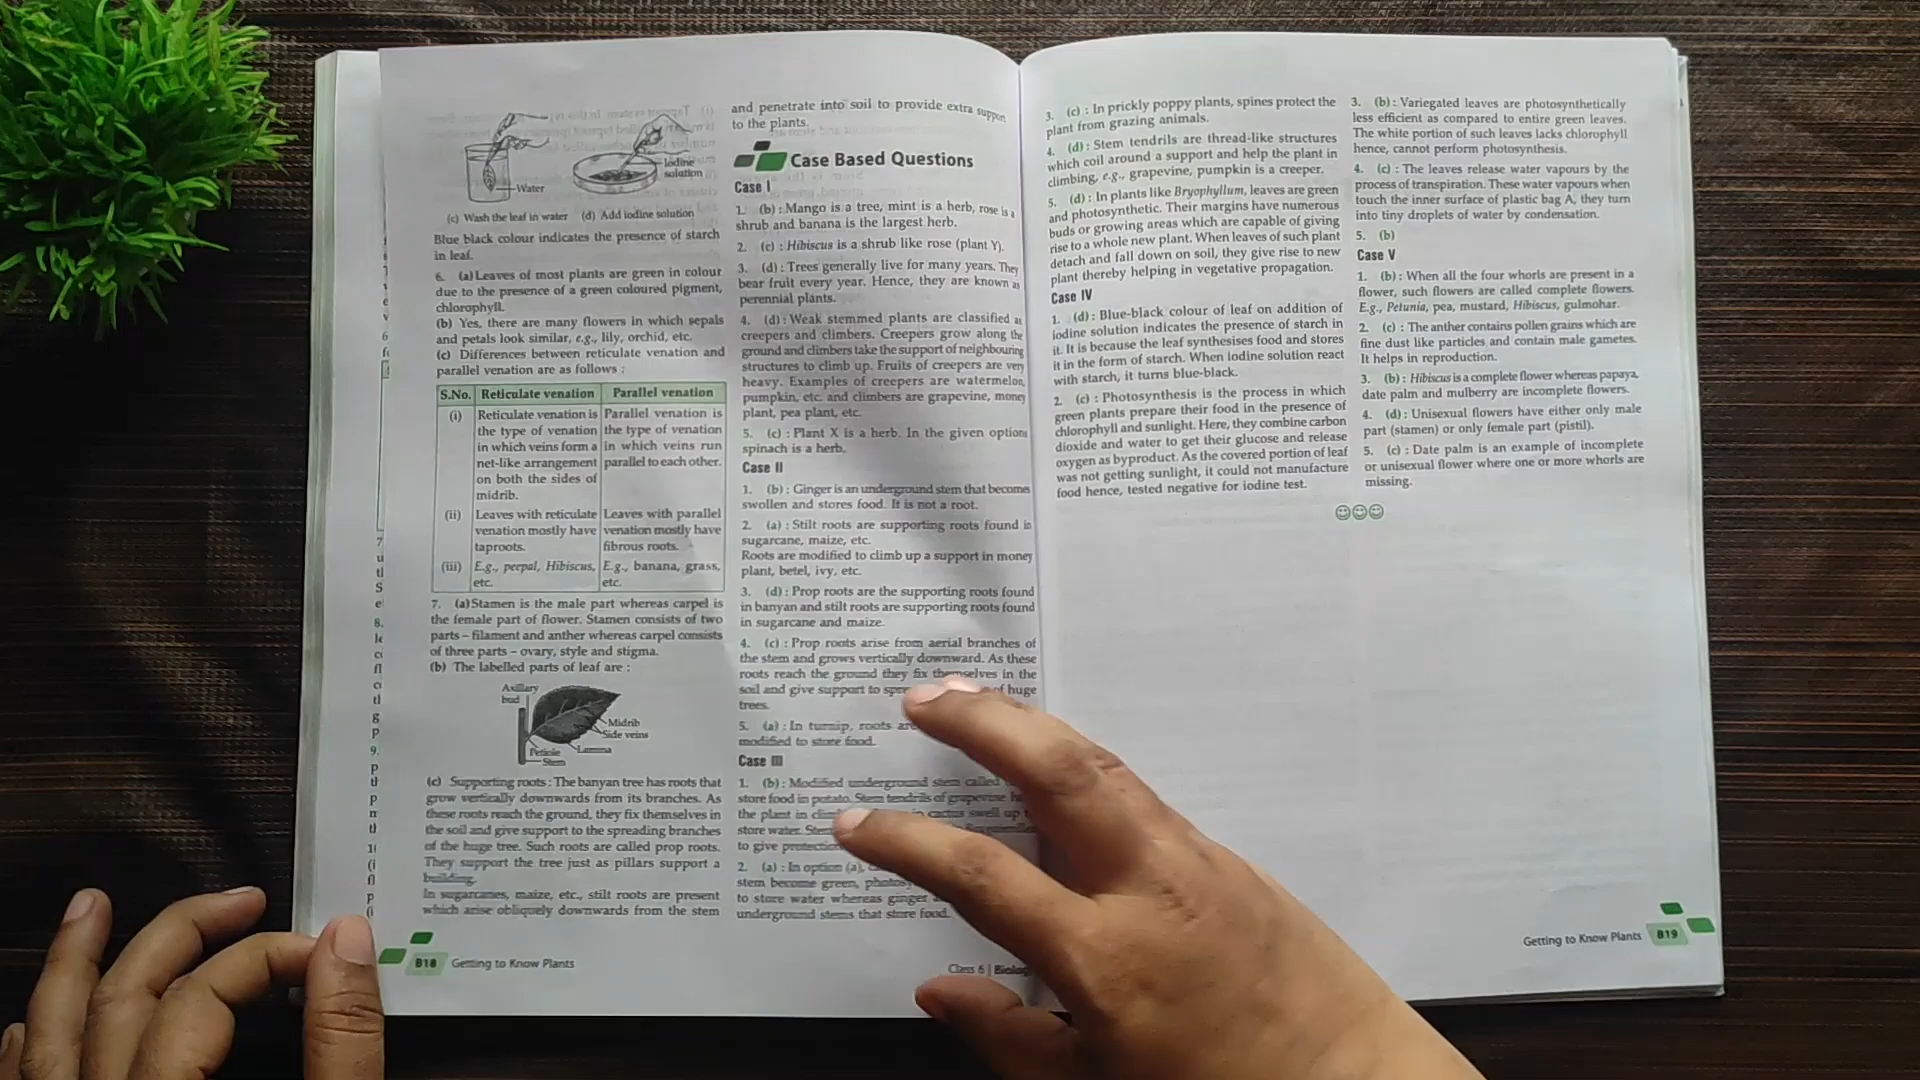 Water
Iodine
solution
(c) Wash the leaf in water (d) Add iodine solution
Blue black colour indicates the presence of starch
in leaf.
6. (a) Leaves of most plants are green in colour
due to the presence of a green coloured pigment,
chlorophyll.
(b) Yes, there are many flowers in which sepals
and petals look similar, e.g., lily, orchid, etc.
(c) Differences between reticulate venation and
parallel venation are as follows :
S.No. Reticulate venation Parallel venation
(i) Reticulate venation is Parallel venation is
the type of venation the type of venation
in which veins form a in which veins run
net-like arrangement parallel to each other.
on both the sides of
midrib.
(ii) Leaves with reticulate Leaves with parallel
venation mostly have venation mostly have
taproots. fibrous roots.
(iii) E.g., peepal, Hibiscus, E.g., banana, grass,
etc. etc.
7. (a) Stamen is the male part whereas carpel is
the female part of flower. Stamen consists of two
parts – filament and anther whereas carpel consists
of three parts – ovary, style and stigma.
(b) The labelled parts of leaf are :
Axillary
bud
Midrib
Side veins
Lamina
Petiole
Stem
(c) Supporting roots : The banyan tree has roots that
grow vertically downwards from its branches. As
these roots reach the ground, they fix themselves in
the soil and give support to the spreading branches
of the huge tree. Such roots are called prop roots.
They support the tree just as pillars support a
building.
In sugarcanes, maize, etc., stilt roots are present
which arise obliquely downwards from the stem
B18 Getting to Know Plants
and penetrate into soil to provide extra support
to the plants.
Case Based Questions
Case I
1. (b) : Mango is a tree, mint is a herb, rose is a
shrub and banana is the largest herb.
2. (c) : Hibiscus is a shrub like rose (plant Y).
3. (d) : Trees generally live for many years. They
bear fruit every year. Hence, they are known as
perennial plants.
4. (d) : Weak stemmed plants are classified as
creepers and climbers. Creepers grow along the
ground and climbers take the support of neighbouring
structures to climb up. Fruits of creepers are very
heavy. Examples of creepers are watermelon,
pumpkin, etc. and climbers are grapevine, money
plant, pea plant, etc.
5. (c) : Plant X is a herb. In the given options
spinach is a herb.
Case II
1. (b) : Ginger is an underground stem that becomes
swollen and stores food. It is not a root.
2. (a) : Stilt roots are supporting roots found in
sugarcane, maize, etc.
Roots are modified to climb up a support in money
plant, betel, ivy, etc.
3. (d) : Prop roots are the supporting roots found
in banyan and stilt roots are supporting roots found
in sugarcane and maize.
4. (c) : Prop roots arise from aerial branches of
the stem and grows vertically downward. As these
roots reach the ground they fix themselves in the
soil and give support to of huge
trees.
5. (a) : In turnip, roots are
modified to store food.
Case III
1. (b) : Modified underground stem called
store food in potato. Stem tendrils of grapevine
the plant in in cactus swell up
store water.
to give protection
2. (a) : In option (a),
stem become green,
to store water whereas ginger
underground stems that store food.
Class 6 | Biology
3. (c) : In prickly poppy plants, spines protect the
plant from grazing animals.
4. (d) : Stem tendrils are thread-like structures
which coil around a support and help the plant in
climbing, e.g., grapevine, pumpkin is a creeper.
5. (d) : In plants like Bryophyllum, leaves are green
and photosynthetic. Their margins have numerous
buds or growing areas which are capable of giving
rise to a whole new plant. When leaves of such plant
detach and fall down on soil, they give rise to new
plant thereby helping in vegetative propagation.
Case IV
1. (d) : Blue-black colour of leaf on addition of
iodine solution indicates the presence of starch in
it. It is because the leaf synthesises food and stores
it in the form of starch. When iodine solution react
with starch, it turns blue-black.
2. (c) : Photosynthesis is the process in which
green plants prepare their food in the presence of
chlorophyll and sunlight. Here, they combine carbon
dioxide and water to get their glucose and release
oxygen as byproduct. As the covered portion of leaf
was not getting sunlight, it could not manufacture
food hence, tested negative for iodine test.
3. (b) : Variegated leaves are photosynthetically
less efficient as compared to entire green leaves.
The white portion of such leaves lacks chlorophyll
hence, cannot perform photosynthesis.
4. (c) : The leaves release water vapours by the
process of transpiration. These water vapours when
touch the inner surface of plastic bag A, they turn
into tiny droplets of water by condensation.
5. (b)
Case V
1. (b) : When all the four whorls are present in a
flower, such flowers are called complete flowers.
E.g., Petunia, pea, mustard, Hibiscus, gulmohar.
2. (c) : The anther contains pollen grains which are
fine dust like particles and contain male gametes.
It helps in reproduction.
3. (b) : Hibiscus is a complete flower whereas papaya,
date palm and mulberry are incomplete flowers.
4. (d) : Unisexual flowers have either only male
part (stamen) or only female part (pistil).
5. (c) : Date palm is an example of incomplete
or unisexual flower where one or more whorls are
missing.
Getting to Know Plants B19